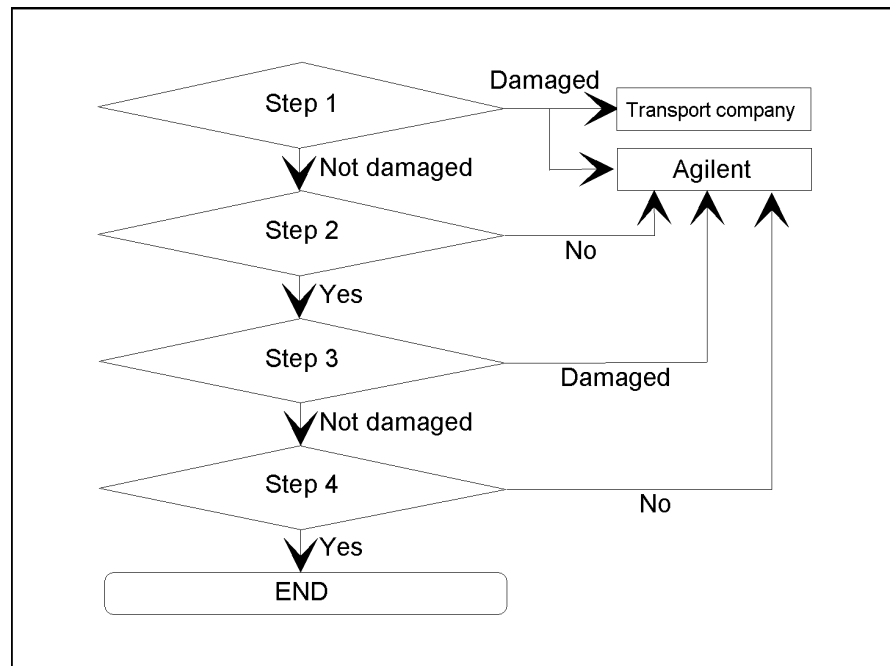 Step 1
Damaged
Transport company
Not damaged
Agilent
Step 2
No
Yes
Step 3
Damaged
Not damaged
Step 4
No
Yes
END